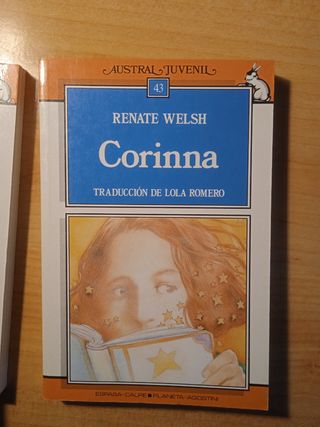 AUSTRAL JUVENIL
43
RENATE WELSH
Corinna
TRADUCCIÓN DE LOLA ROMERO
ESPASA-CALPE ■ PLANETA-AGOSTINI